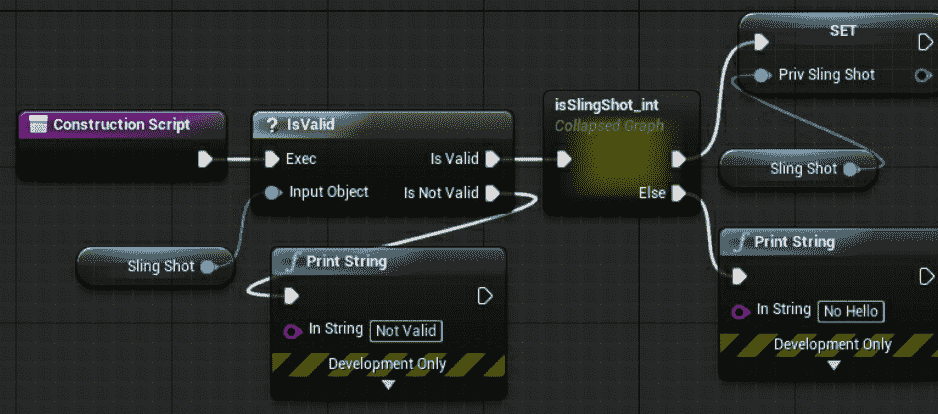 SET
Priv Sling Shot
isSlingShot_int
Collapsed Graph
Construction Script
? IsValid
Exec
Is Valid
Input Object
Is Not Valid
Else
Sling Shot
Sling Shot
f Print String
In String Not Valid
Development Only
f Print String
In String No Hello
Development Only